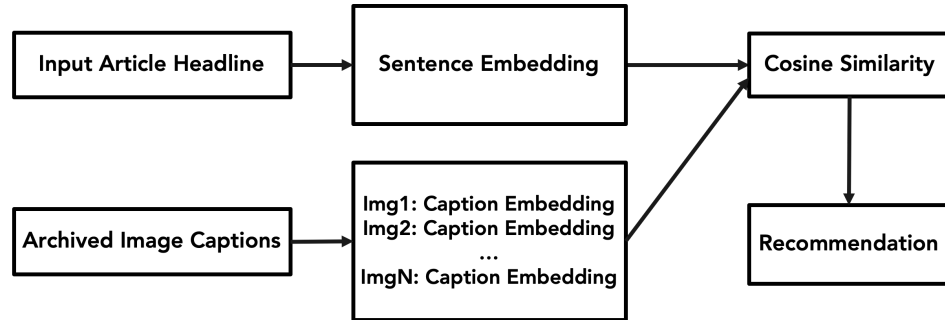 Input Article Headline
Sentence Embedding
Cosine Similarity
Archived Image Captions
Img1: Caption Embedding
Img2: Caption Embedding
...
ImgN: Caption Embedding
Recommendation